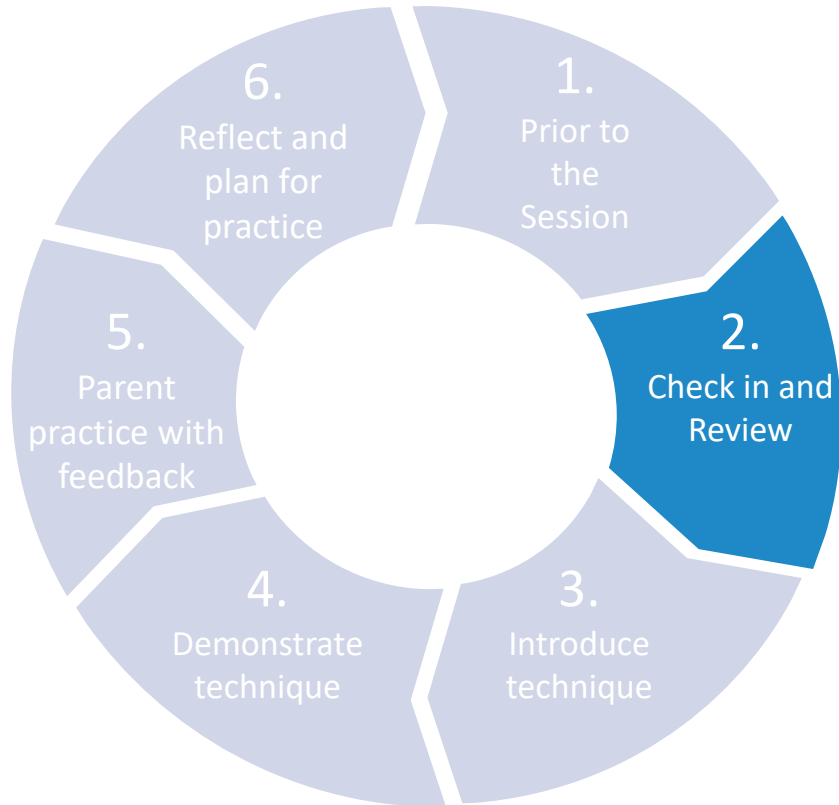 1.
Prior to
the
Session
2.
Check in and
Review
3.
Introduce
technique
4.
Demonstrate
technique
5.
Parent
practice with
feedback
6.
Reflect and
plan for
practice